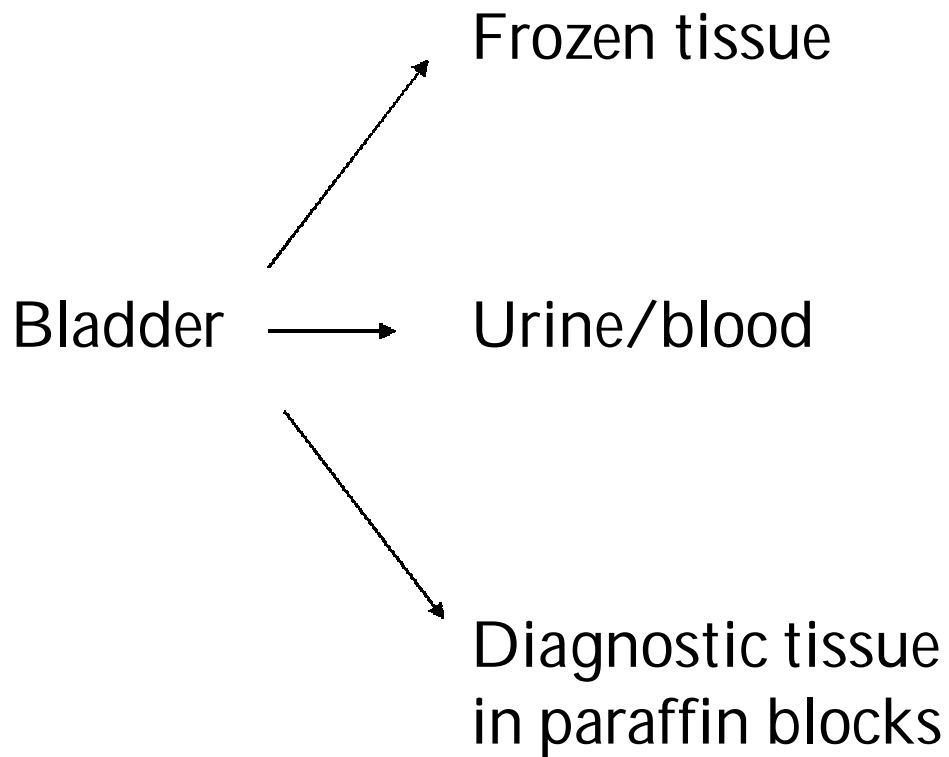 Frozen tissue
Bladder
Urine/blood
Diagnostic tissue
in paraffin blocks